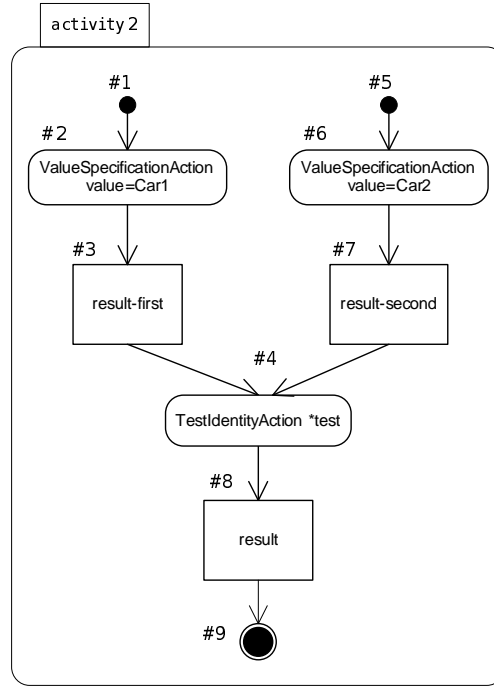 activity 2
#1
#5
#2
#6
ValueSpecificationAction
value=Car1
ValueSpecificationAction
value=Car2
#3
#7
result-first
result-second
#4
TestIdentityAction *test
#8
result
#9